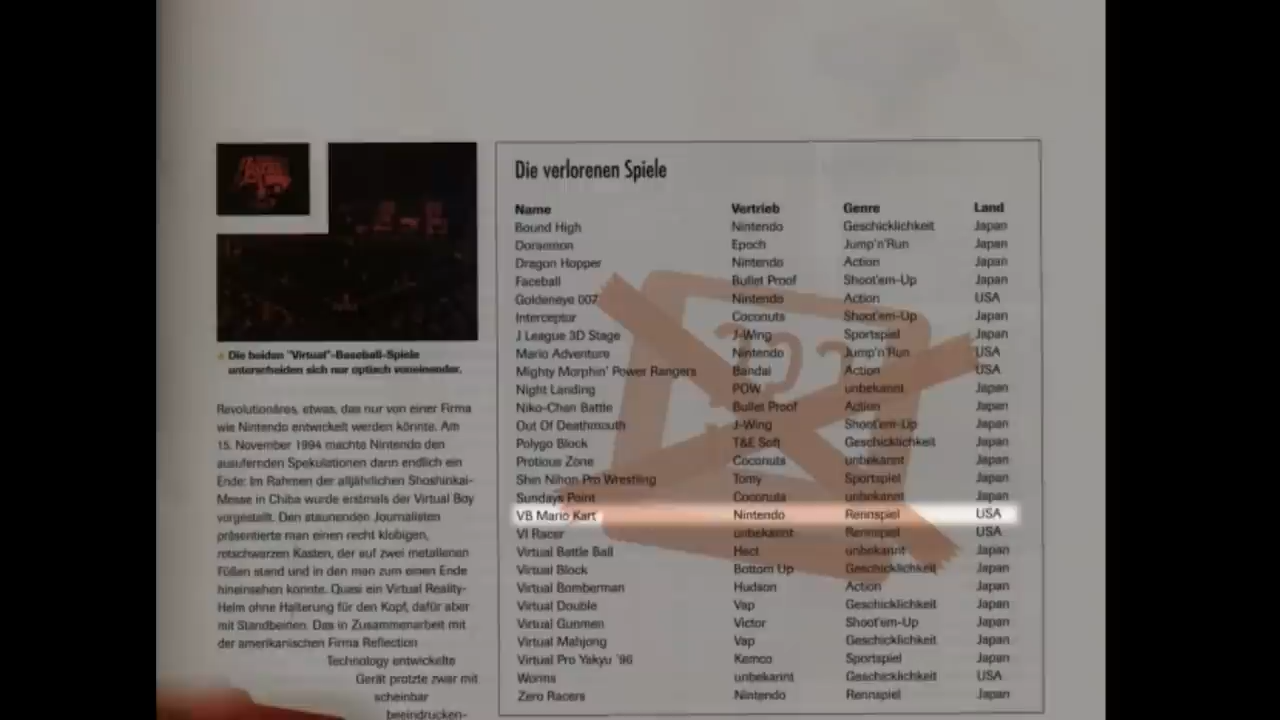 Die beiden "Virtual"-Baseball-Spiele
unterscheiden sich nur optisch voneinander.
Revolutionäres, etwas, das nur von einer Firma
wie Nintendo entwickelt werden könnte. Am
15. November 1994 machte Nintendo den
ausufernden Spekulationen dann endlich ein
Ende: Im Rahmen der alljährlichen Shoshinkai-
Messe in Chiba wurde erstmals der Virtual Boy
vorgestellt. Den staunenden Journalisten
präsentierte man einen recht klobigen,
rotschwarzen Kasten, der auf zwei metallenen
Füßen stand und in den man zum einen Ende
hineinsehen konnte. Quasi ein Virtual Reality-
Helm ohne Halterung für den Kopf, dafür aber
mit Standbeinen. Das in Zusammenarbeit mit
der amerikanischen Firma Reflection
Technology entwickelte
Gerät protzte zwar mit
scheinbar
beeindrucken-
Die verlorenen Spiele
Name Vertrieb Genre Land
Bound High Nintendo Geschicklichkeit Japan
Doraemon Epoch Jump'n'Run Japan
Dragon Hopper Nintendo Action Japan
Faceball Bullet Proof Shoot'em-Up Japan
Goldeneye 007 Nintendo Action USA
Interceptor Coconuts Shoot'em-Up Japan
J League 3D Stage J-Wing Sportspiel Japan
Mario Adventure Nintendo Jump'n'Run USA
Mighty Morphin' Power Rangers Bandai Action USA
Night Landing POW unbekannt Japan
Niko-Chan Battle Bullet Proof Action Japan
Out Of Deathmouth J-Wing Shoot'em-Up Japan
Polygo Block T&E Soft Geschicklichkeit Japan
Protious Zone Coconuts unbekannt Japan
Shin Nihon Pro Wrestling Tomy Sportspiel Japan
Sundays Point Coconuts unbekannt Japan
VB Mario Kart Nintendo Rennspiel USA
VI Racer unbekannt Rennspiel USA
Virtual Battle Ball Hect unbekannt Japan
Virtual Block Bottom Up Geschicklichkeit Japan
Virtual Bomberman Hudson Action Japan
Virtual Double Vap Geschicklichkeit Japan
Virtual Gunmen Victor Shoot'em-Up Japan
Virtual Mahjong Vap Geschicklichkeit Japan
Virtual Pro Yakyu '96 Kemco Sportspiel Japan
Worms unbekannt Geschicklichkeit USA
Zero Racers Nintendo Rennspiel Japan